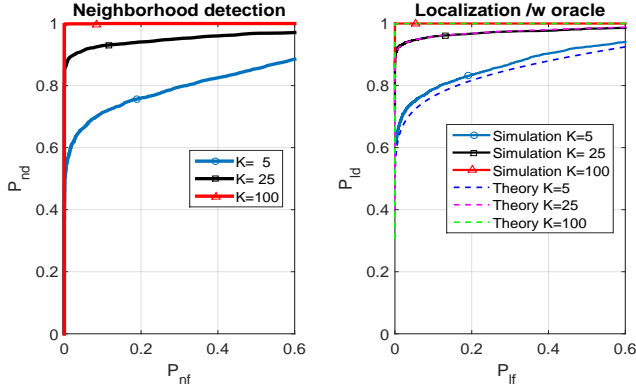 Neighborhood detection
1
0.8
0.6
0.4
0.2
0
0
0.2
0.4
0.6
P_nd
P_nf
K=  5
K= 25
K=100
Localization /w oracle
1
0.8
0.6
0.4
0.2
0
0
0.2
0.4
0.6
P_ld
P_lf
Simulation K=5
Simulation K= 25
Simulation K=100
Theory K=5
Theory K=25
Theory K=100